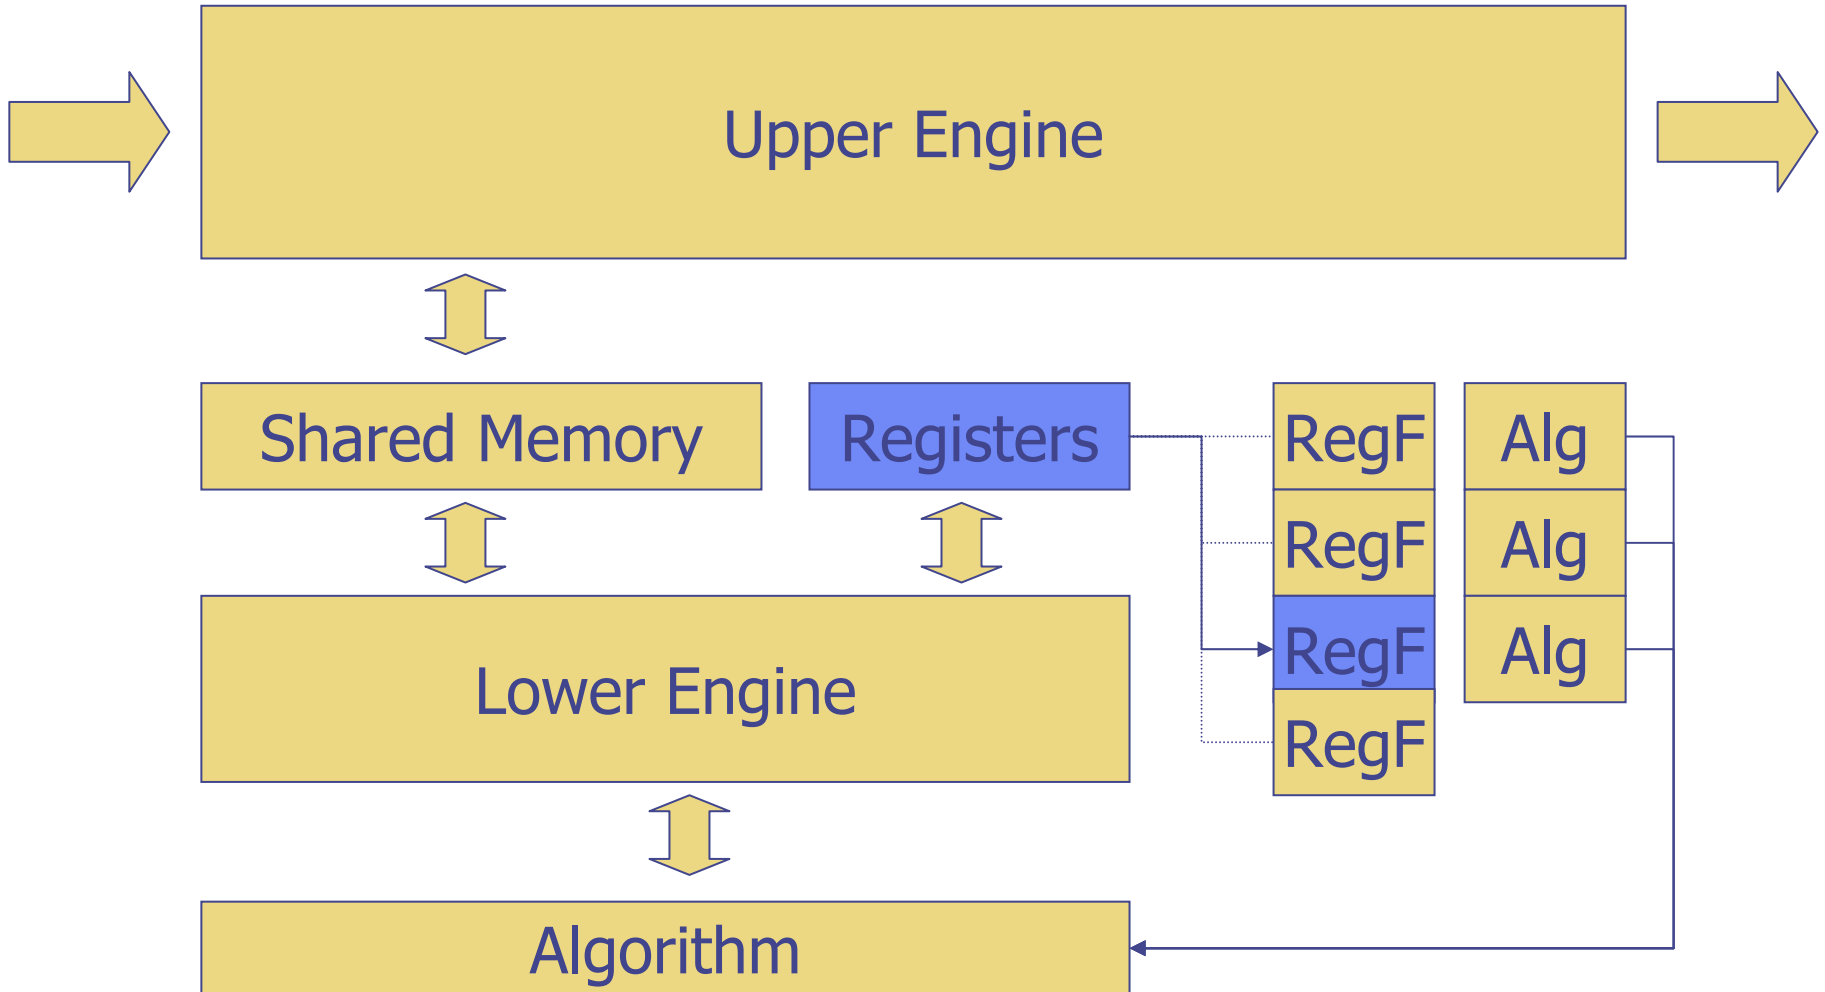 Upper Engine
Shared Memory
Registers
RegF
Alg
RegF
Alg
RegF
Alg
RegF
Lower Engine
Algorithm